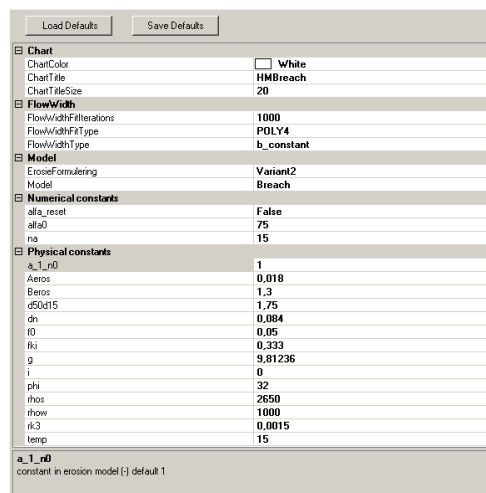 Load Defaults Save Defaults
Chart
ChartColor White
ChartTitle HMBreach
ChartTitleSize 20
FlowWidth
FlowWidthFitIterations 1000
FlowWidthFitType POLY4
FlowWidthType b_constant
Model
ErosieFormulering Variant2
Model Breach
Numerical constants
alfa_reset False
alfa0 75
na 15
Physical constants
a_1_n0 1
Aeros 0,018
Beros 1,3
d50d15 1,75
dn 0,084
f0 0,05
fki 0,333
g 9,81236
i 0
phi 32
rhos 2650
rhow 1000
rk3 0,0015
temp 15
a_1_n0
constant in erosion model (-) default 1